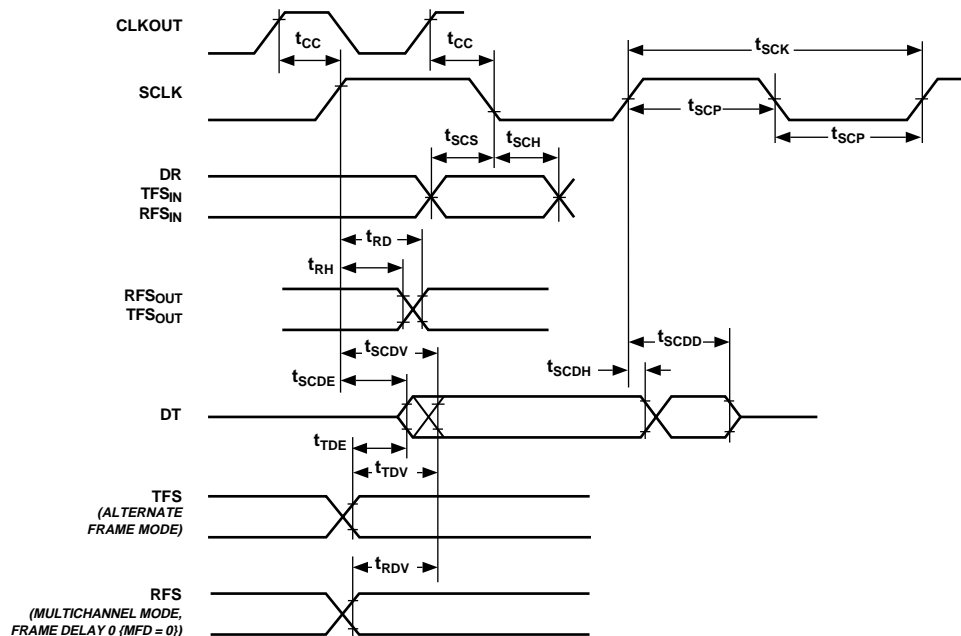 CLKOUT
tCC
tCC
tSCK
SCLK
tSCP
tSCP
tSCS
tSCH
DR
TFSIN
RFSIN
tRD
tRH
RFSOUT
TFSOUT
tSCDV
tSCDD
tSCDE
tSCDH
DT
tTDE
tTDV
TFS
(ALTERNATE
FRAME MODE)
tRDV
RFS
(MULTICHANNEL MODE,
FRAME DELAY 0 {MFD = 0})